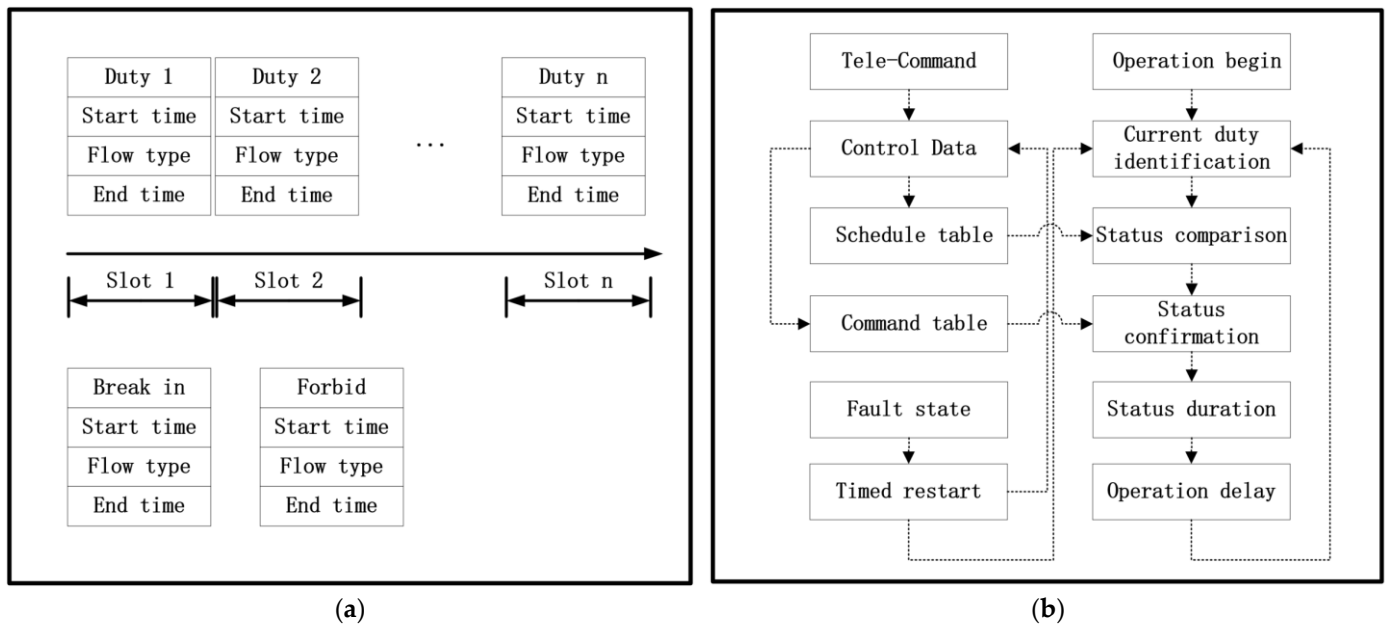 Duty 1
Start time
Flow type
End time
Duty 2
Start time
Flow type
End time
...
Duty n
Start time
Flow type
End time
Slot 1
Slot 2
Slot n
Break in
Start time
Flow type
End time
Forbid
Start time
Flow type
End time
(a)
Tele-Command
Control Data
Schedule table
Command table
Fault state
Timed restart
Operation begin
Current duty
identification
Status comparison
Status
confirmation
Status duration
Operation delay
(b)